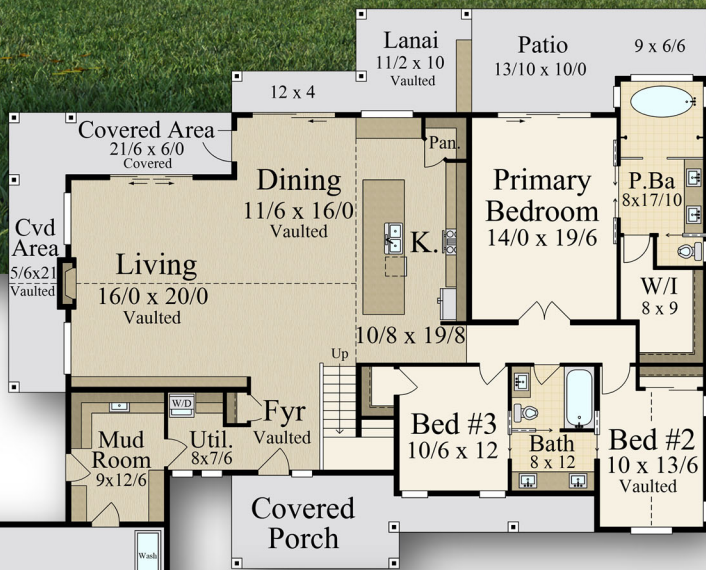 Lanai
11/2 x 10
Vaulted
Patio
13/10 x 10/0
9 x 6/6
12 x 4
Covered Area
21/6 x 6/0
Covered
Pan.
Dining
11/6 x 16/0
Vaulted
Primary
Bedroom
14/0 x 19/6
P.Ba
8x17/10
Cvd
Area
5/6x21
Vaulted
Living
16/0 x 20/0
Vaulted
K.
10/8 x 19/8
W/I
8 x 9
Up
W/D
Fyr
Vaulted
Mud
Room
9x12/6
Util.
8x7/6
Bed #3
10/6 x 12
Bath
8 x 12
Bed #2
10 x 13/6
Vaulted
Covered
Porch
Wash